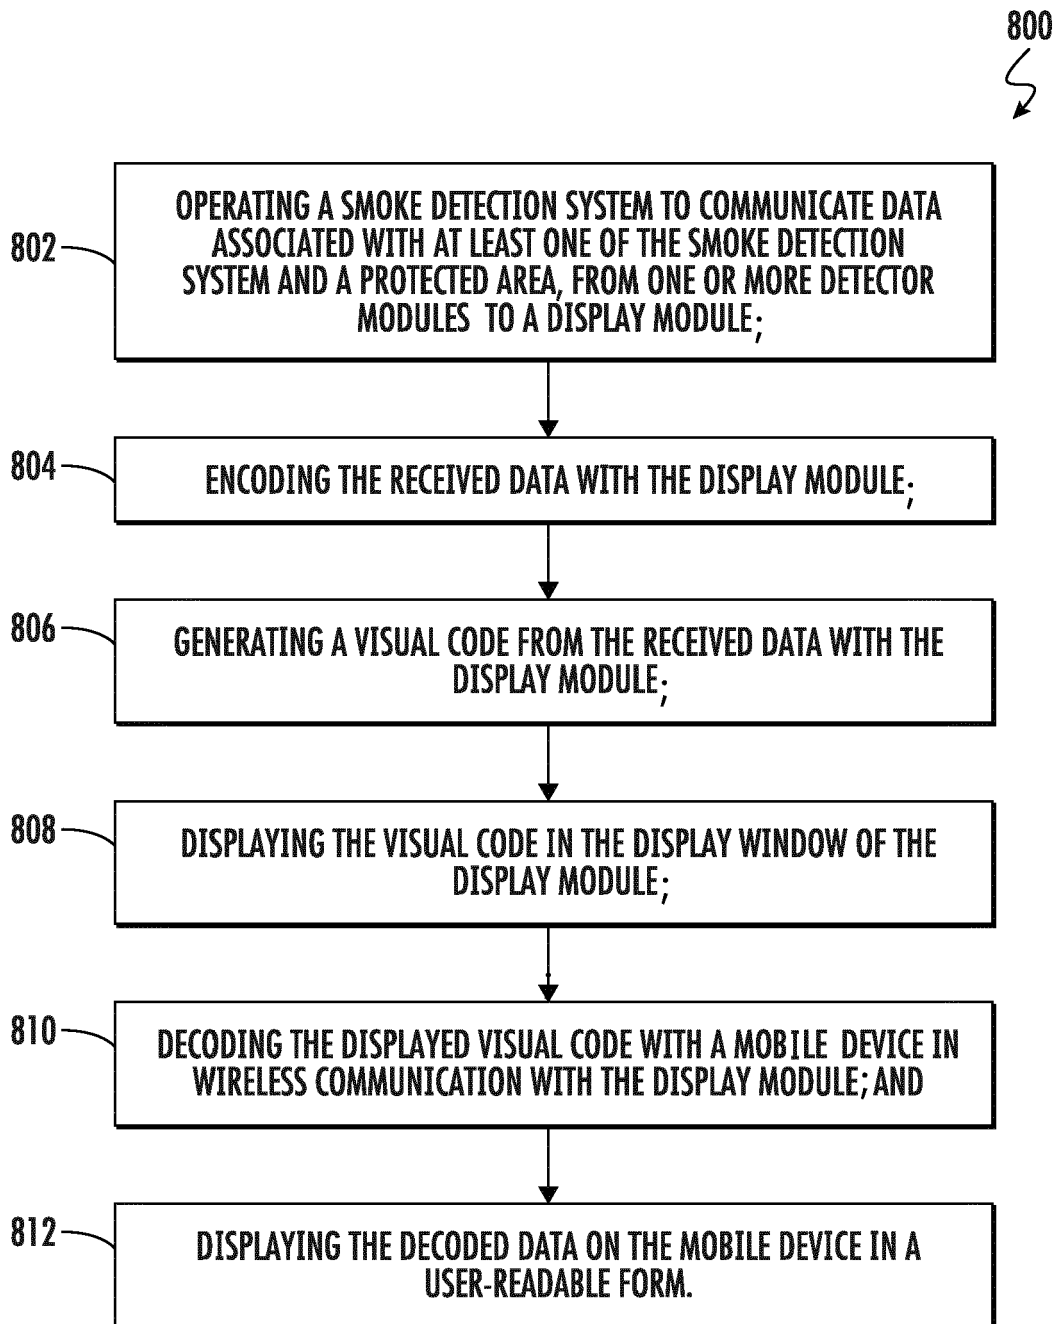 800
802
OPERATING A SMOKE DETECTION SYSTEM TO COMMUNICATE DATA
ASSOCIATED WITH AT LEAST ONE OF THE SMOKE DETECTION
SYSTEM AND A PROTECTED AREA, FROM ONE OR MORE DETECTOR
MODULES TO A DISPLAY MODULE;
804
ENCODING THE RECEIVED DATA WITH THE DISPLAY MODULE;
806
GENERATING A VISUAL CODE FROM THE RECEIVED DATA WITH THE
DISPLAY MODULE;
808
DISPLAYING THE VISUAL CODE IN THE DISPLAY WINDOW OF THE
DISPLAY MODULE;
810
DECODING THE DISPLAYED VISUAL CODE WITH A MOBILE DEVICE IN
WIRELESS COMMUNICATION WITH THE DISPLAY MODULE; AND
812
DISPLAYING THE DECODED DATA ON THE MOBILE DEVICE IN A
USER-READABLE FORM.